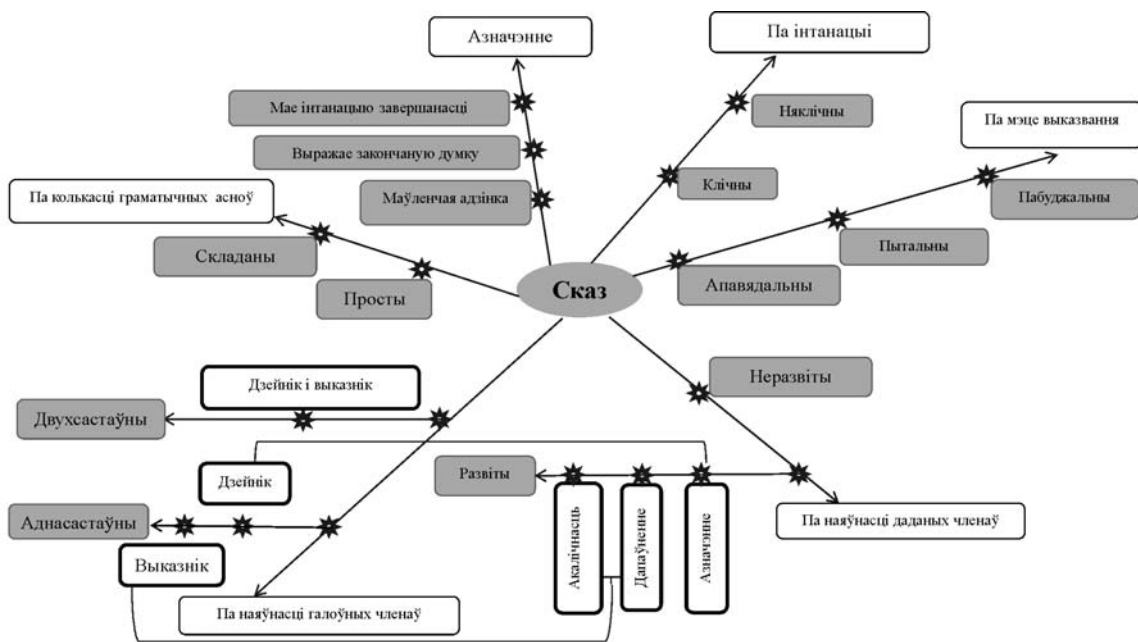 Азначэнне
Па інтанацыі
Мае інтанацыю завершанасці
Няклічны
Па мэце выказвання
Выражае закончаную думку
Клічны
Пабуджальны
Па колькасці граматычных асноў
Маўленчая адзінка
Пытальны
Складаны
Апавядальны
Просты
Сказ
Неразвіты
Дзейнік і выказнік
Двухсастаўны
Развіты
Дзейнік
Аднасастаўны
Акалічнасць
Дапаўненне
Азначэнне
Па наяўнасці даданых членаў
Выказнік
Па наяўнасці галоўных членаў